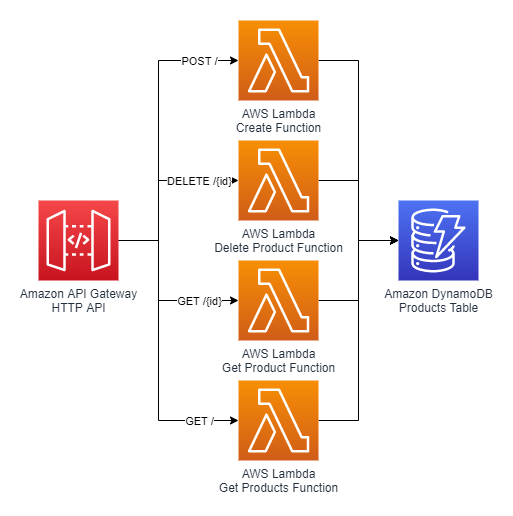 POST /
AWS Lambda
Create Function
DELETE /{id}
AWS Lambda
Delete Product Function
Amazon API Gateway
HTTP API
</>
Amazon DynamoDB
Products Table
GET /{id}
AWS Lambda
Get Product Function
GET /
AWS Lambda
Get Products Function